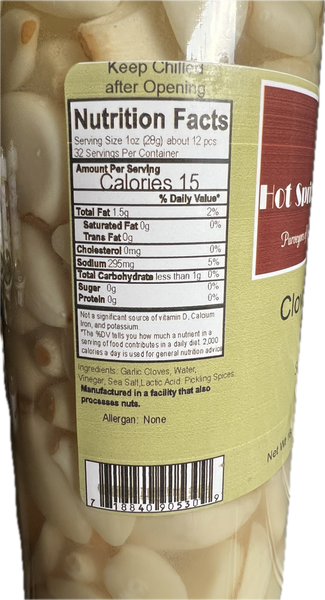 Keep Chilled
after Opening
Nutrition Facts
Serving Size 1oz (28g) about 12 pcs
32 Servings Per Container
Amount Per Serving
Calories 15
% Daily Value*
Total Fat 1.5g 2%
Saturated Fat 0g 0%
Trans Fat 0g
Cholesterol 0mg 0%
Sodium 295mg 5%
Total Carbohydrate less than 1g 0%
Sugar 0g 0%
Protein 0g 0%
Not a significant source of vitamin D, Calcium,
Iron, and potassium
*The %DV tells you how much a nutrient in a
serving of food contributes in a daily diet. 2,000
calories a day is used for general nutrition advice
Ingredients: Garlic Cloves, Water,
Vinegar, Sea Salt, Lactic Acid. Pickling Spices.
Manufactured in a facility that also
processes nuts.
Allergen: None
7 18840 90530 9
Hot
Net